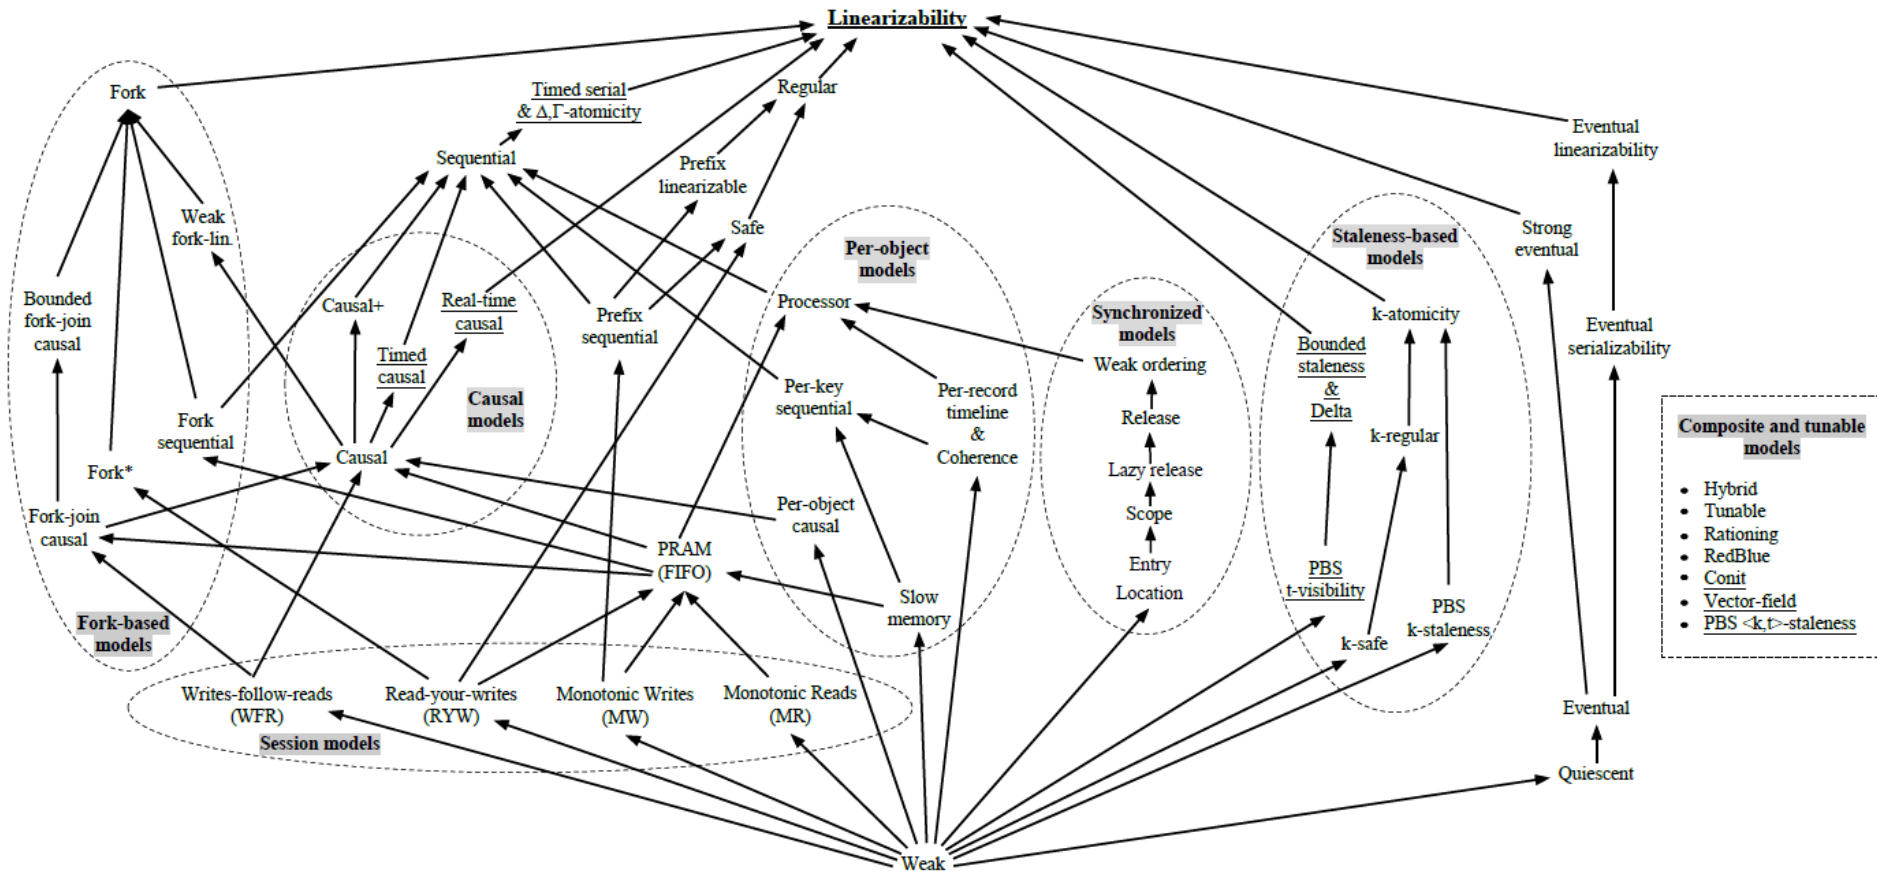 Linearizability
Fork
Timed serial
& Δ,Γ-atomicity
Regular
Eventual
linearizability
Sequential
Prefix
linearizable
Weak
fork-lin.
Safe
Strong
eventual
Per-object
models
Staleness-based
models
Bounded
fork-join
causal
Causal+
Real-time
causal
Prefix
sequential
Processor
Synchronized
models
k-atomicity
Eventual
serializability
Timed
causal
Weak ordering
Bounded
staleness
&
Delta
Causal
models
Per-key
sequential
Per-record
timeline
&
Coherence
Release
k-regular
Fork
sequential
Fork*
Causal
Lazy release
Composite and tunable
models
• Hybrid
• Tunable
• Rationing
• RedBlue
• Conit
• Vector-field
• PBS <k,t>-staleness
Fork-join
causal
Per-object
causal
Scope
PRAM
(FIFO)
Entry
Location
PBS
t-visibility
Slow
memory
PBS
k-staleness
k-safe
Fork-based
models
Writes-follow-reads
(WFR)
Read-your-writes
(RYW)
Monotonic Writes
(MW)
Monotonic Reads
(MR)
Session models
Eventual
Quiescent
Weak